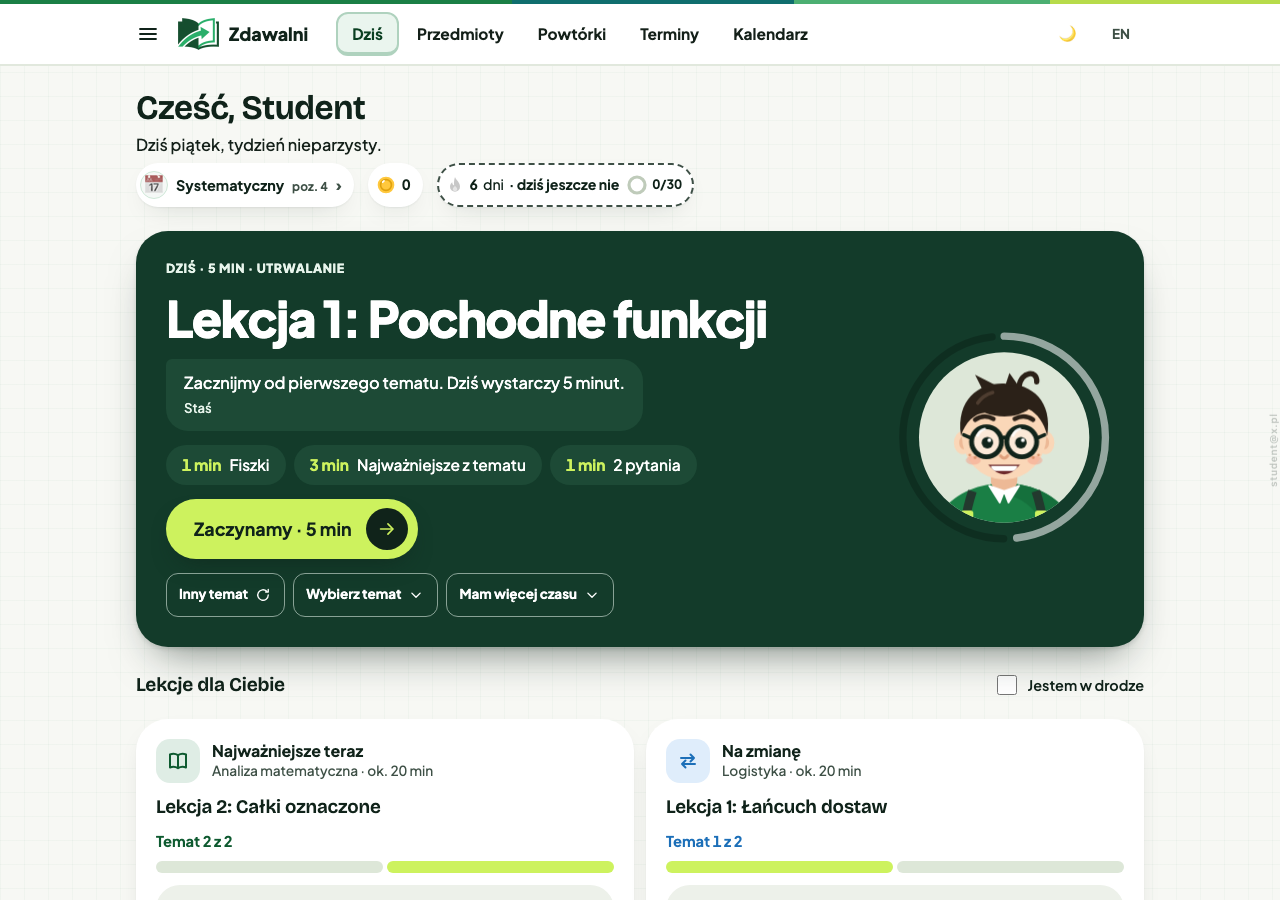 Zdawalni
Dziś
Przedmioty
Powtórki
Terminy
Kalendarz
EN
Cześć, Student
Dziś piątek, tydzień nieparzysty.
17
Systematyczny poz. 4 ›
0
6 dni · dziś jeszcze nie 0/30
DZIŚ · 5 MIN · UTRWALANIE
Lekcja 1: Pochodne funkcji
Zacznijmy od pierwszego tematu. Dziś wystarczy 5 minut.
Staś
1 min Fiszki
3 min Najważniejsze z tematu
1 min 2 pytania
Zaczynamy · 5 min
Inny temat
Wybierz temat
Mam więcej czasu
student@x.pl
Lekcje dla Ciebie
Jestem w drodze
Najważniejsze teraz
Analiza matematyczna · ok. 20 min
Lekcja 2: Całki oznaczone
Temat 2 z 2
Na zmianę
Logistyka · ok. 20 min
Lekcja 1: Łańcuch dostaw
Temat 1 z 2